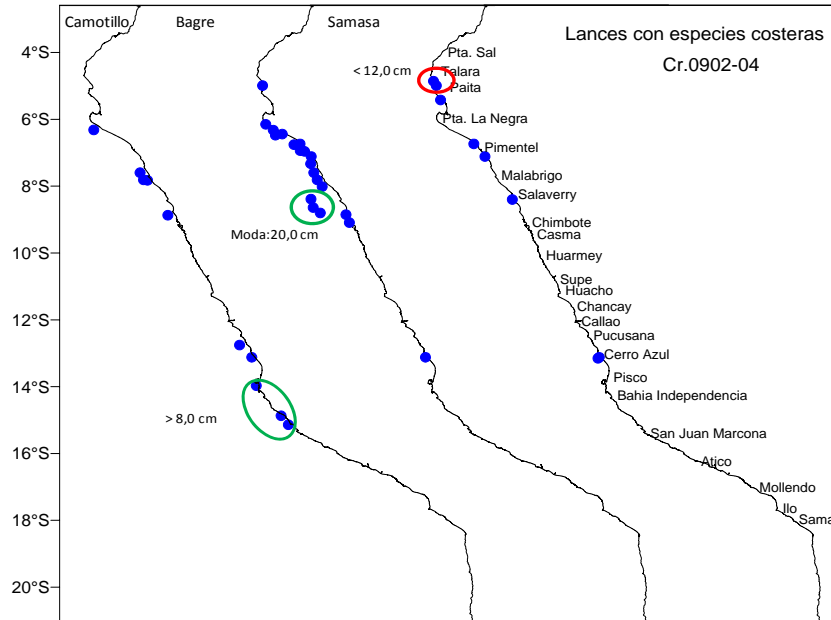 Camotillo
Bagre
Samasa
Lances con especies costeras
Cr.0902-04
4°S
6°S
8°S
10°S
12°S
14°S
16°S
18°S
20°S
< 12,0 cm
Moda:20,0 cm
> 8,0 cm
Pta. Sal
Talara
Paita
Pta. La Negra
Pimentel
Malabrigo
Salaverry
Chimbote
Casma
Huarmey
Supe
Huacho
Chancay
Callao
Pucusana
Cerro Azul
Pisco
Bahia Independencia
San Juan Marcona
Atico
Mollendo
Ilo
Sama